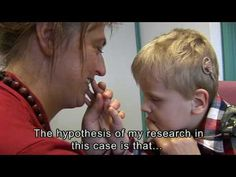 The hypothesis of my research in
this case is that...